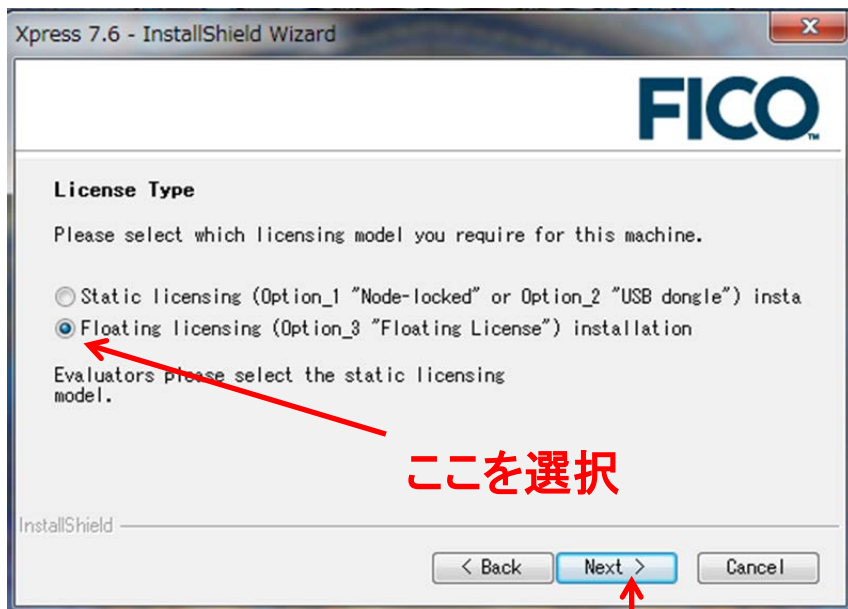 Xpress 7.6 - InstallShield Wizard
FICO™
License Type
Please select which licensing model you require for this machine.
Static licensing (Option_1 "Node-locked" or Option_2 "USB dongle") insta
Floating licensing (Option_3 "Floating License") installation
Evaluators please select the static licensing
model.
ここを選択
InstallShield
< Back
Next >
Cancel